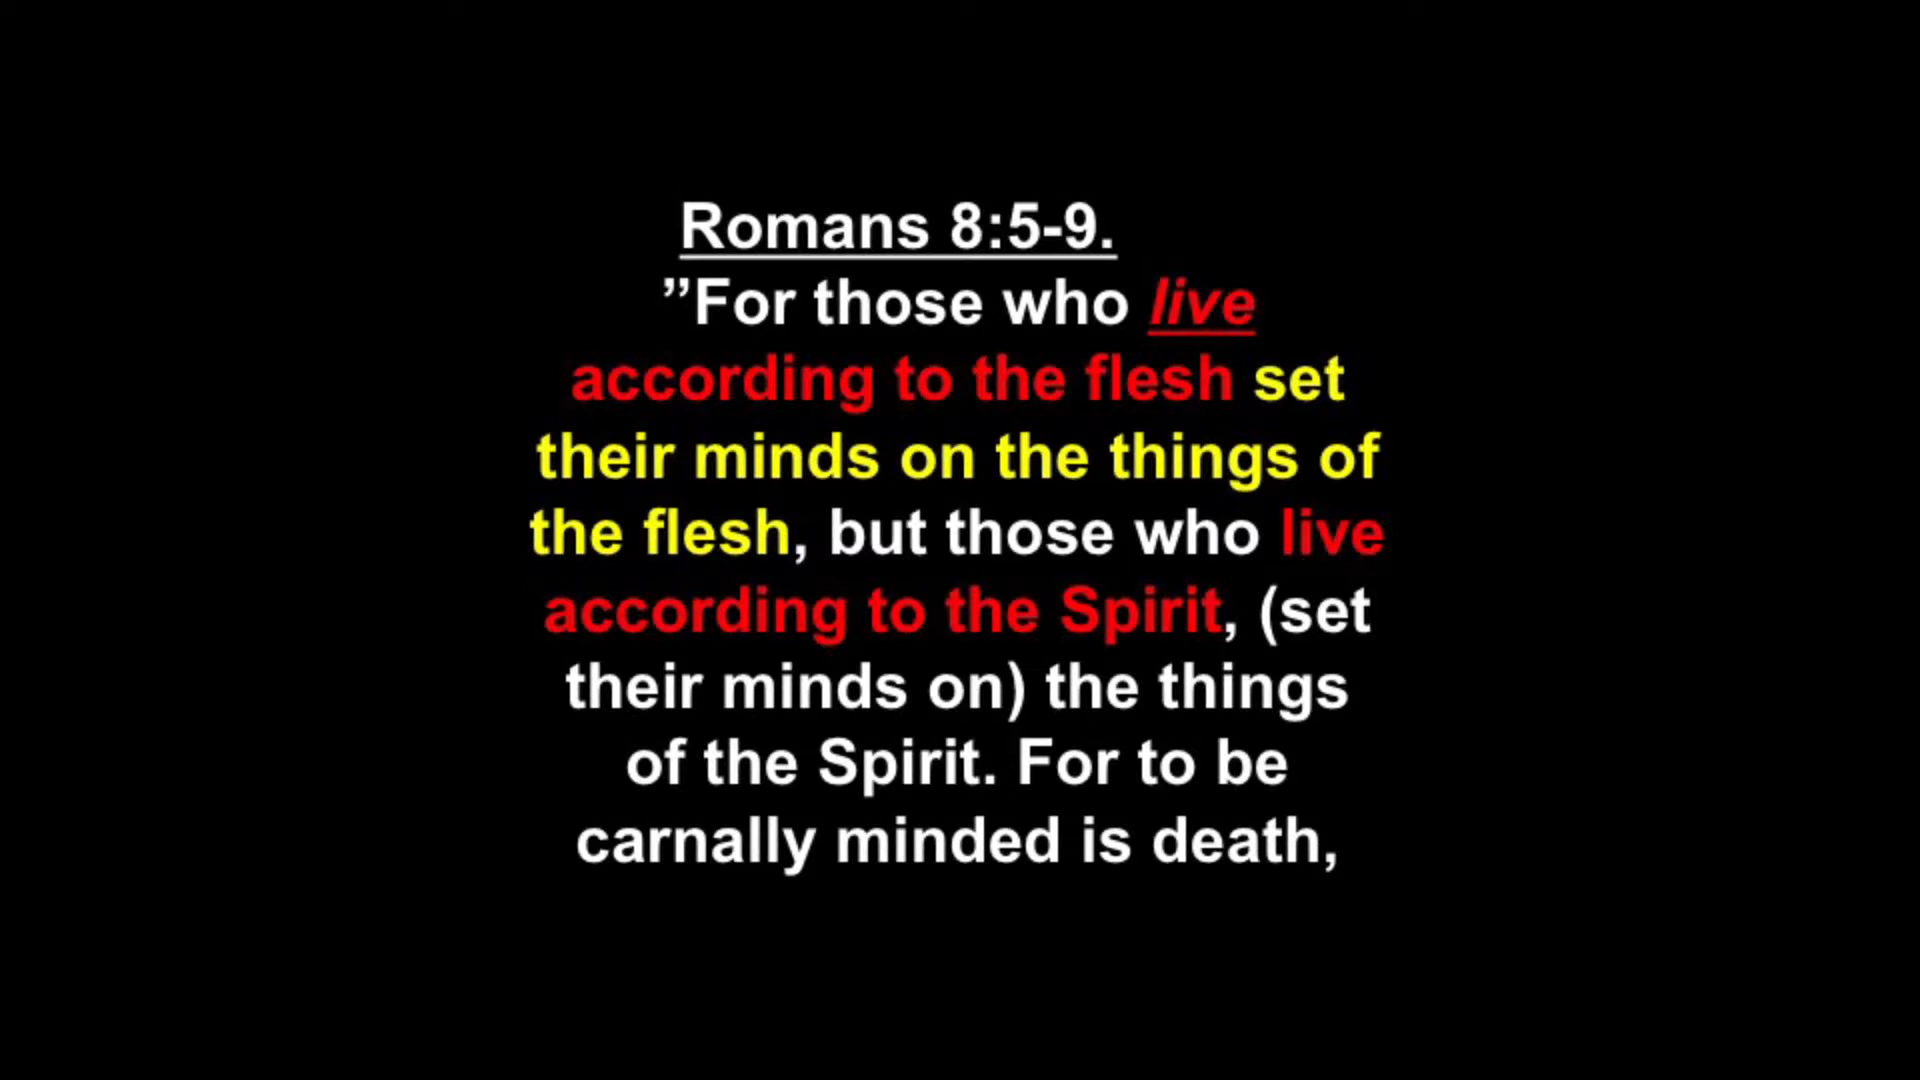 Romans 8:5-9.
”For those who live
according to the flesh set
their minds on the things of
the flesh, but those who live
according to the Spirit, (set
their minds on) the things
of the Spirit. For to be
carnally minded is death,